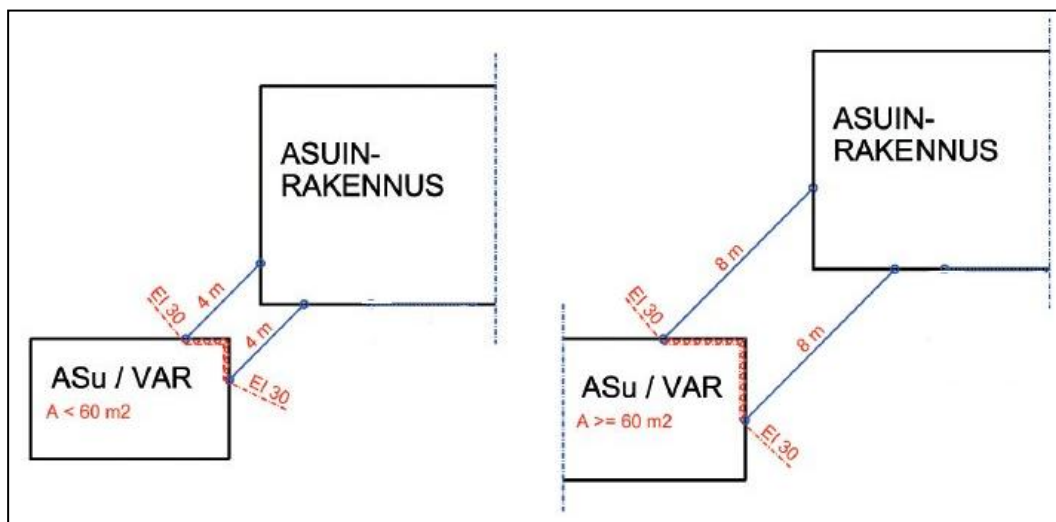 ASUIN-
RAKENNUS
4 m
EI 30
4 m
EI 30
ASu / VAR
A < 60 m2
ASUIN-
RAKENNUS
8 m
EI 30
8 m
EI 30
ASu / VAR
A >= 60 m2